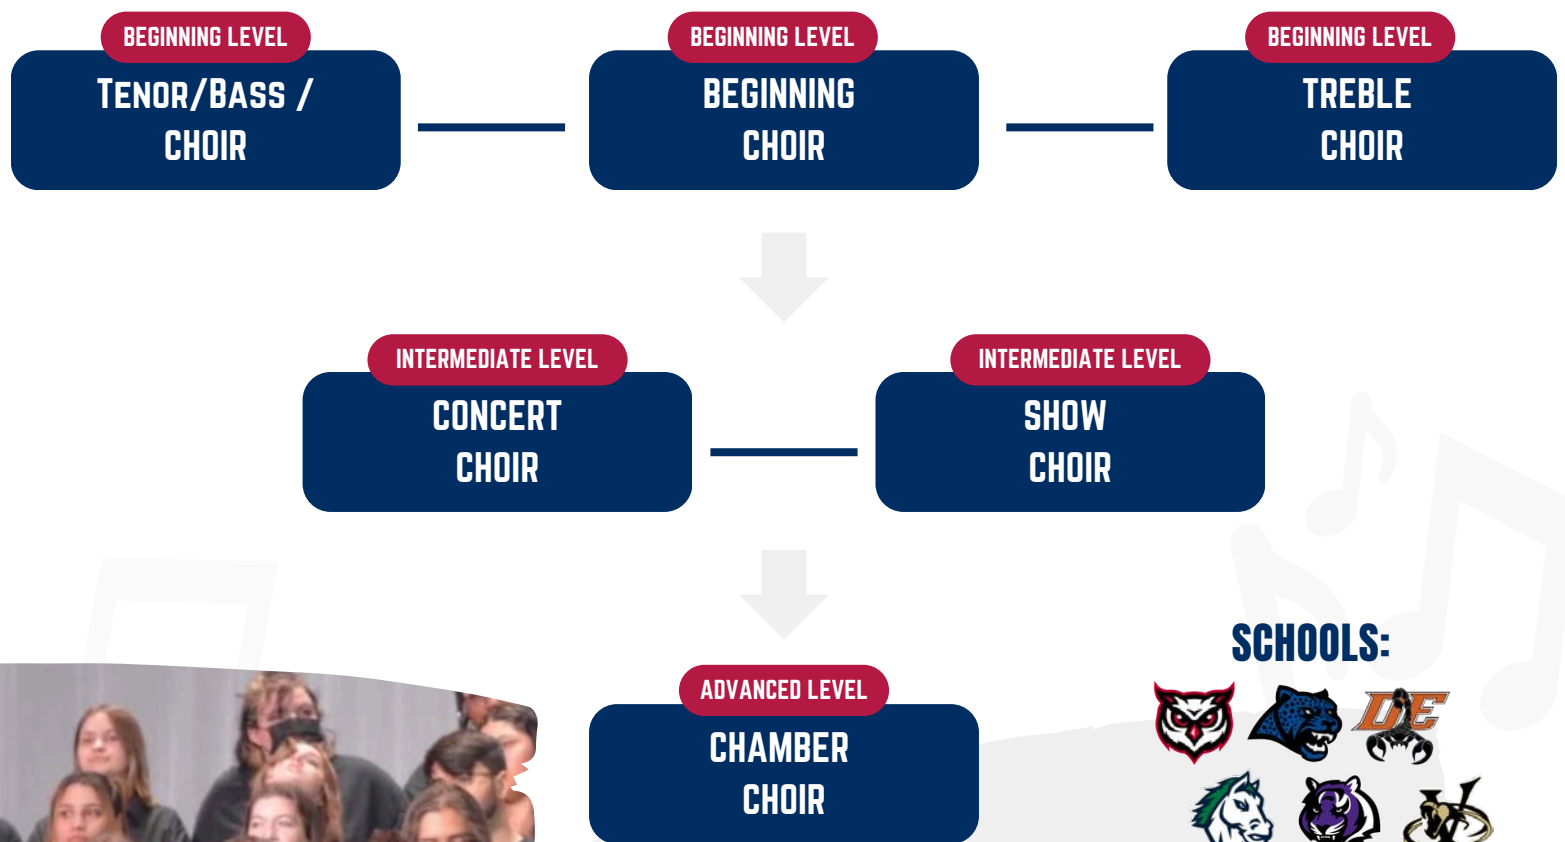 BEGINNING LEVEL
TENOR/BASS /
CHOIR
BEGINNING LEVEL
BEGINNING
CHOIR
BEGINNING LEVEL
TREBLE
CHOIR
INTERMEDIATE LEVEL
CONCERT
CHOIR
INTERMEDIATE LEVEL
SHOW
CHOIR
ADVANCED LEVEL
CHAMBER
CHOIR
SCHOOLS:
DE
V